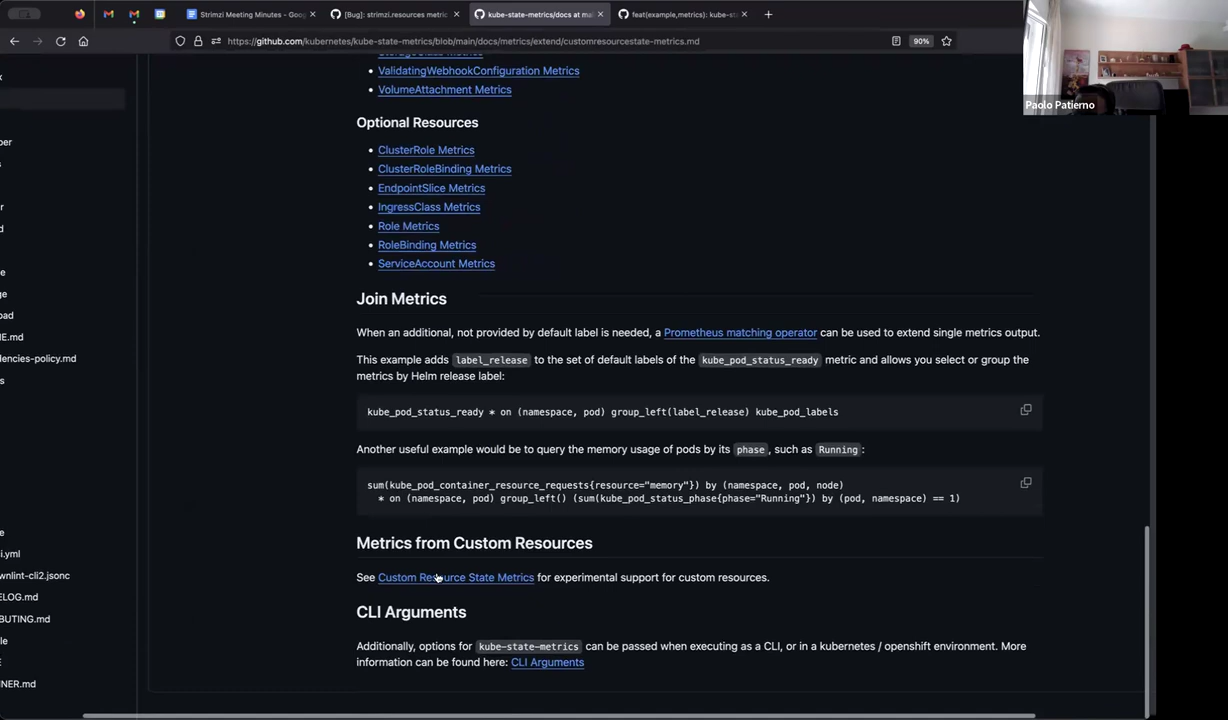 Strimzi Meeting Minutes - Goog
[Bug]: strimzi.resources metric
kube-state-metrics/docs at mai
feat(example,metrics): kube-sta
https://github.com/kubernetes/kube-state-metrics/blob/main/docs/metrics/extend/customresourcestate-metrics.md
90%
Paolo Patierno
ValidatingWebhookConfiguration Metrics
VolumeAttachment Metrics
Optional Resources
ClusterRole Metrics
ClusterRoleBinding Metrics
EndpointSlice Metrics
IngressClass Metrics
Role Metrics
RoleBinding Metrics
ServiceAccount Metrics
Join Metrics
When an additional, not provided by default label is needed, a Prometheus matching operator can be used to extend single metrics output.
This example adds label_release to the set of default labels of the kube_pod_status_ready metric and allows you select or group the
metrics by Helm release label:
kube_pod_status_ready * on (namespace, pod) group_left(label_release) kube_pod_labels
Another useful example would be to query the memory usage of pods by its phase, such as Running:
sum(kube_pod_container_resource_requests{resource="memory"}) by (namespace, pod, node)
* on (namespace, pod) group_left() (sum(kube_pod_status_phase{phase="Running"}) by (pod, namespace) == 1)
Metrics from Custom Resources
See Custom Resource State Metrics for experimental support for custom resources.
CLI Arguments
Additionally, options for kube-state-metrics can be passed when executing as a CLI, or in a kubernetes / openshift environment. More
information can be found here: CLI Arguments
dencies-policy.md
i.yml
wnlint-cli2.jsonc
ELOG.md
BUTING.md
le
NER.md